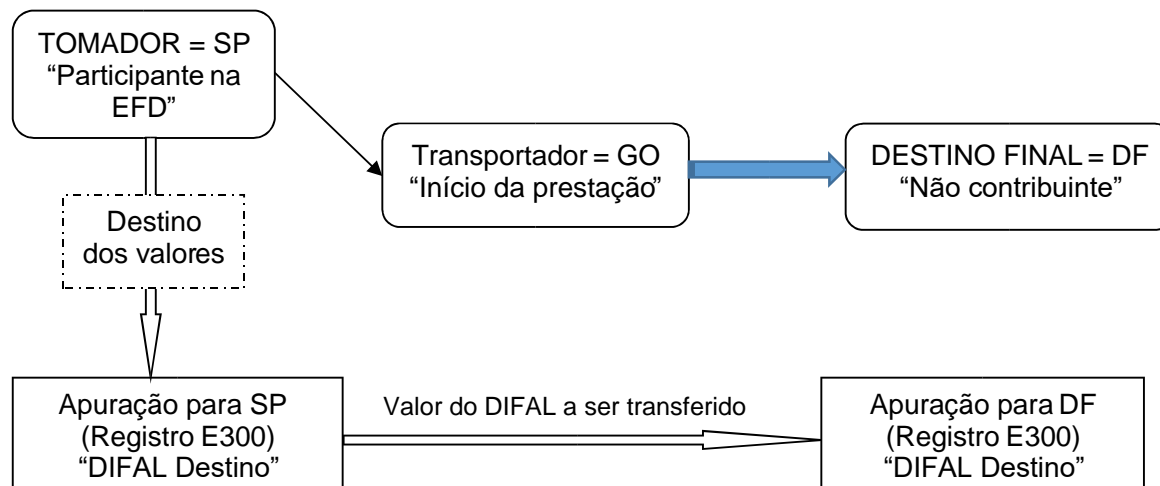 TOMADOR = SP
“Participante na
EFD”
Transportador = GO
“Início da prestação”
DESTINO FINAL = DF
“Não contribuinte”
Destino
dos valores
Apuração para SP
(Registro E300)
“DIFAL Destino”
Valor do DIFAL a ser transferido
Apuração para DF
(Registro E300)
“DIFAL Destino”